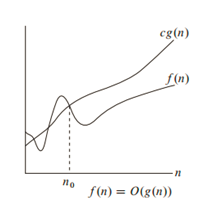 cg(n)
f(n)
n
n₀
f(n) = O(g(n))